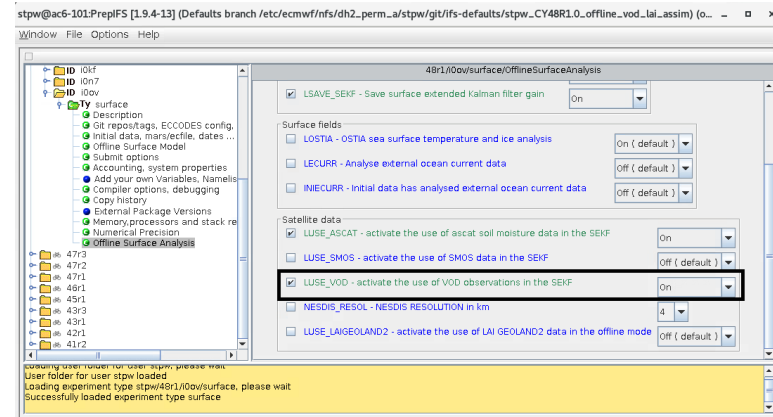 stpw@ac6-101:PrepIFS [1.9.4-13] (Defaults branch /etc/ecmwf/nfs/dh2_perm_a/stpw/git/ifs-defaults/stpw_CY48R1.0_offline_vod_lai_assim) (o...
Window File Options Help
ID i0kf
ID i0n7
ID i0ov
Ty surface
Description
Git repos/tags, ECCODES config,
Initial data, mars/ecfile, dates ...
Offline Surface Model
Submit options
Accounting, system properties
Add your own Variables, Namelis
Compiler options, debugging
Copy history
External Package Versions
Memory,processors and stack re
Numerical Precision
Offline Surface Analysis
47r3
47r2
47r1
46r1
45r1
43r3
43r1
42r1
41r2
48r1/i0ov/surface/OfflineSurfaceAnalysis
LSAVE_SEKF - Save surface extended Kalman filter gain On
Surface fields
LOSTIA - OSTIA sea surface temperature and ice analysis On ( default )
LECURR - Analyse external ocean current data Off ( default )
INIECURR - Initial data has analysed external ocean current data Off ( default )
Satellite data
LUSE_ASCAT - activate the use of ascat soil moisture data in the SEKF On
LUSE_SMOS - activate the use of SMOS data in the SEKF Off ( default )
LUSE_VOD - activate the use of VOD observations in the SEKF On
NESDIS_RESOL - NESDIS RESOLUTION in km 4
LUSE_LAIGEOLAND2 - activate the use of LAI GEOLAND2 data in the offline mode Off ( default )
Loading user folder for user stpw, please wait
User folder for user stpw loaded
Loading experiment type stpw/48r1/i0ov/surface, please wait
Successfully loaded experiment type surface